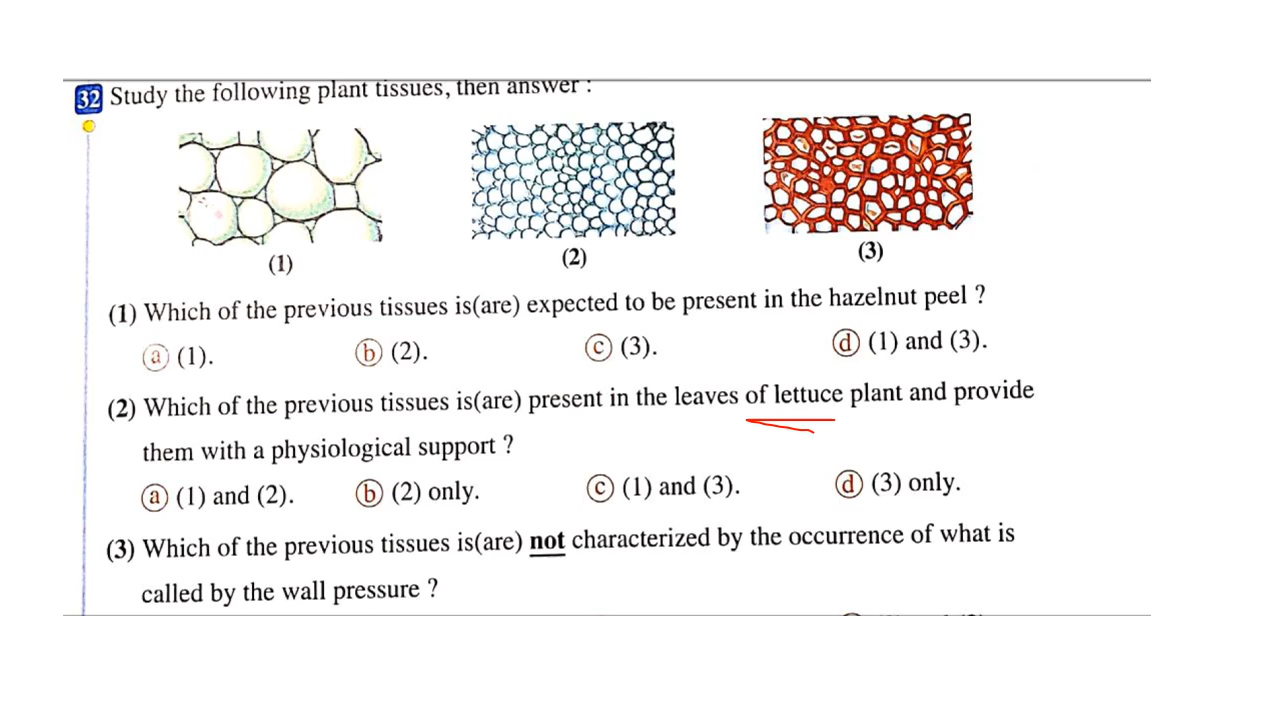 32 Study the following plant tissues, then answer :
(1) (2) (3)
(1) Which of the previous tissues is(are) expected to be present in the hazelnut peel ?
a (1). b (2). c (3). d (1) and (3).
(2) Which of the previous tissues is(are) present in the leaves of lettuce plant and provide
them with a physiological support ?
a (1) and (2). b (2) only. c (1) and (3). d (3) only.
(3) Which of the previous tissues is(are) not characterized by the occurrence of what is
called by the wall pressure ?